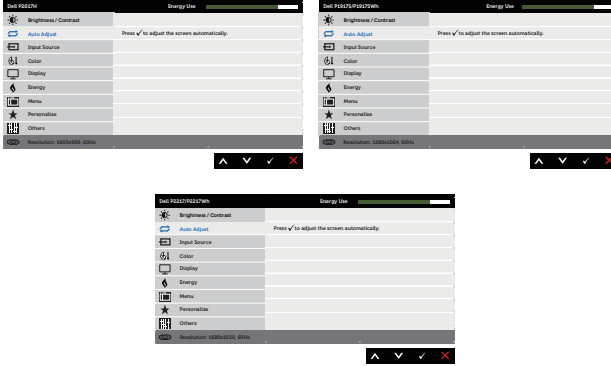 Dell P2017H Energy Use
Brightness / Contrast
Auto Adjust Press ✓ to adjust the screen automatically.
Input Source
Color
Display
Energy
Menu
Personalize
Others
Resolution: 1600x900, 60Hz
Dell P1917S/P1917SWh Energy Use
Brightness / Contrast
Auto Adjust Press ✓ to adjust the screen automatically.
Input Source
Color
Display
Energy
Menu
Personalize
Others
Resolution: 1280x1024, 60Hz
Dell P2217/P2217Wh Energy Use
Brightness / Contrast
Auto Adjust Press ✓ to adjust the screen automatically.
Input Source
Color
Display
Energy
Menu
Personalize
Others
Resolution: 1680x1050, 60Hz